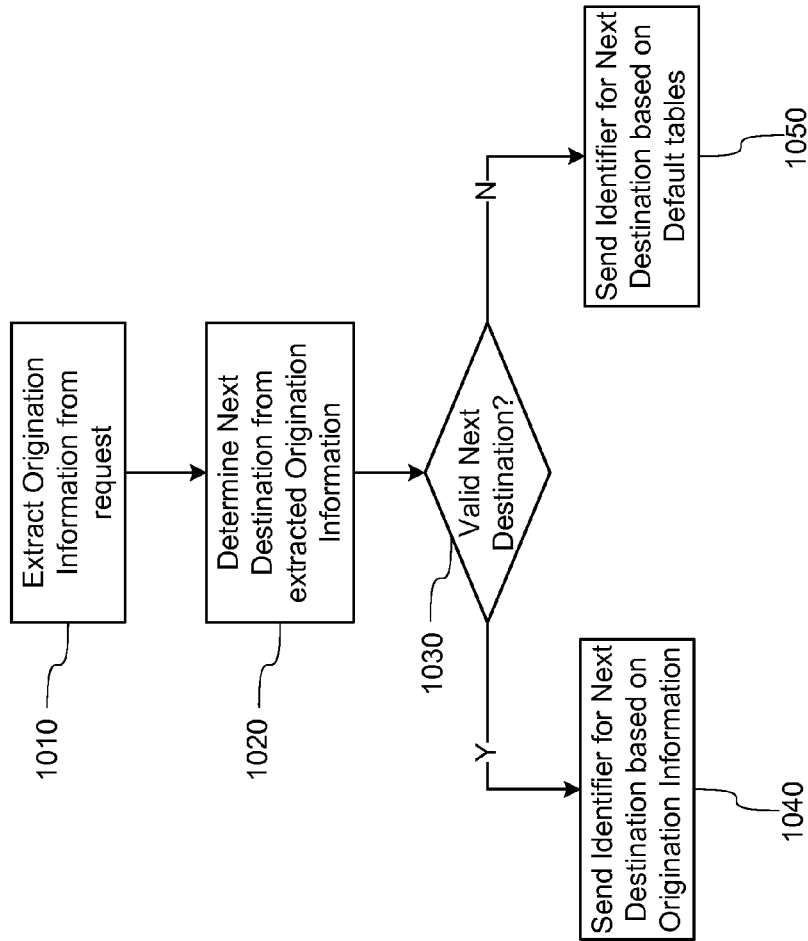 Extract Origination
Information from
request
1010
Determine Next
Destination from
extracted Origination
Information
1020
Valid Next
Destination?
1030
Y
N
Send Identifier for Next
Destination based on
Origination Information
1040
Send Identifier for Next
Destination based on
Default tables
1050